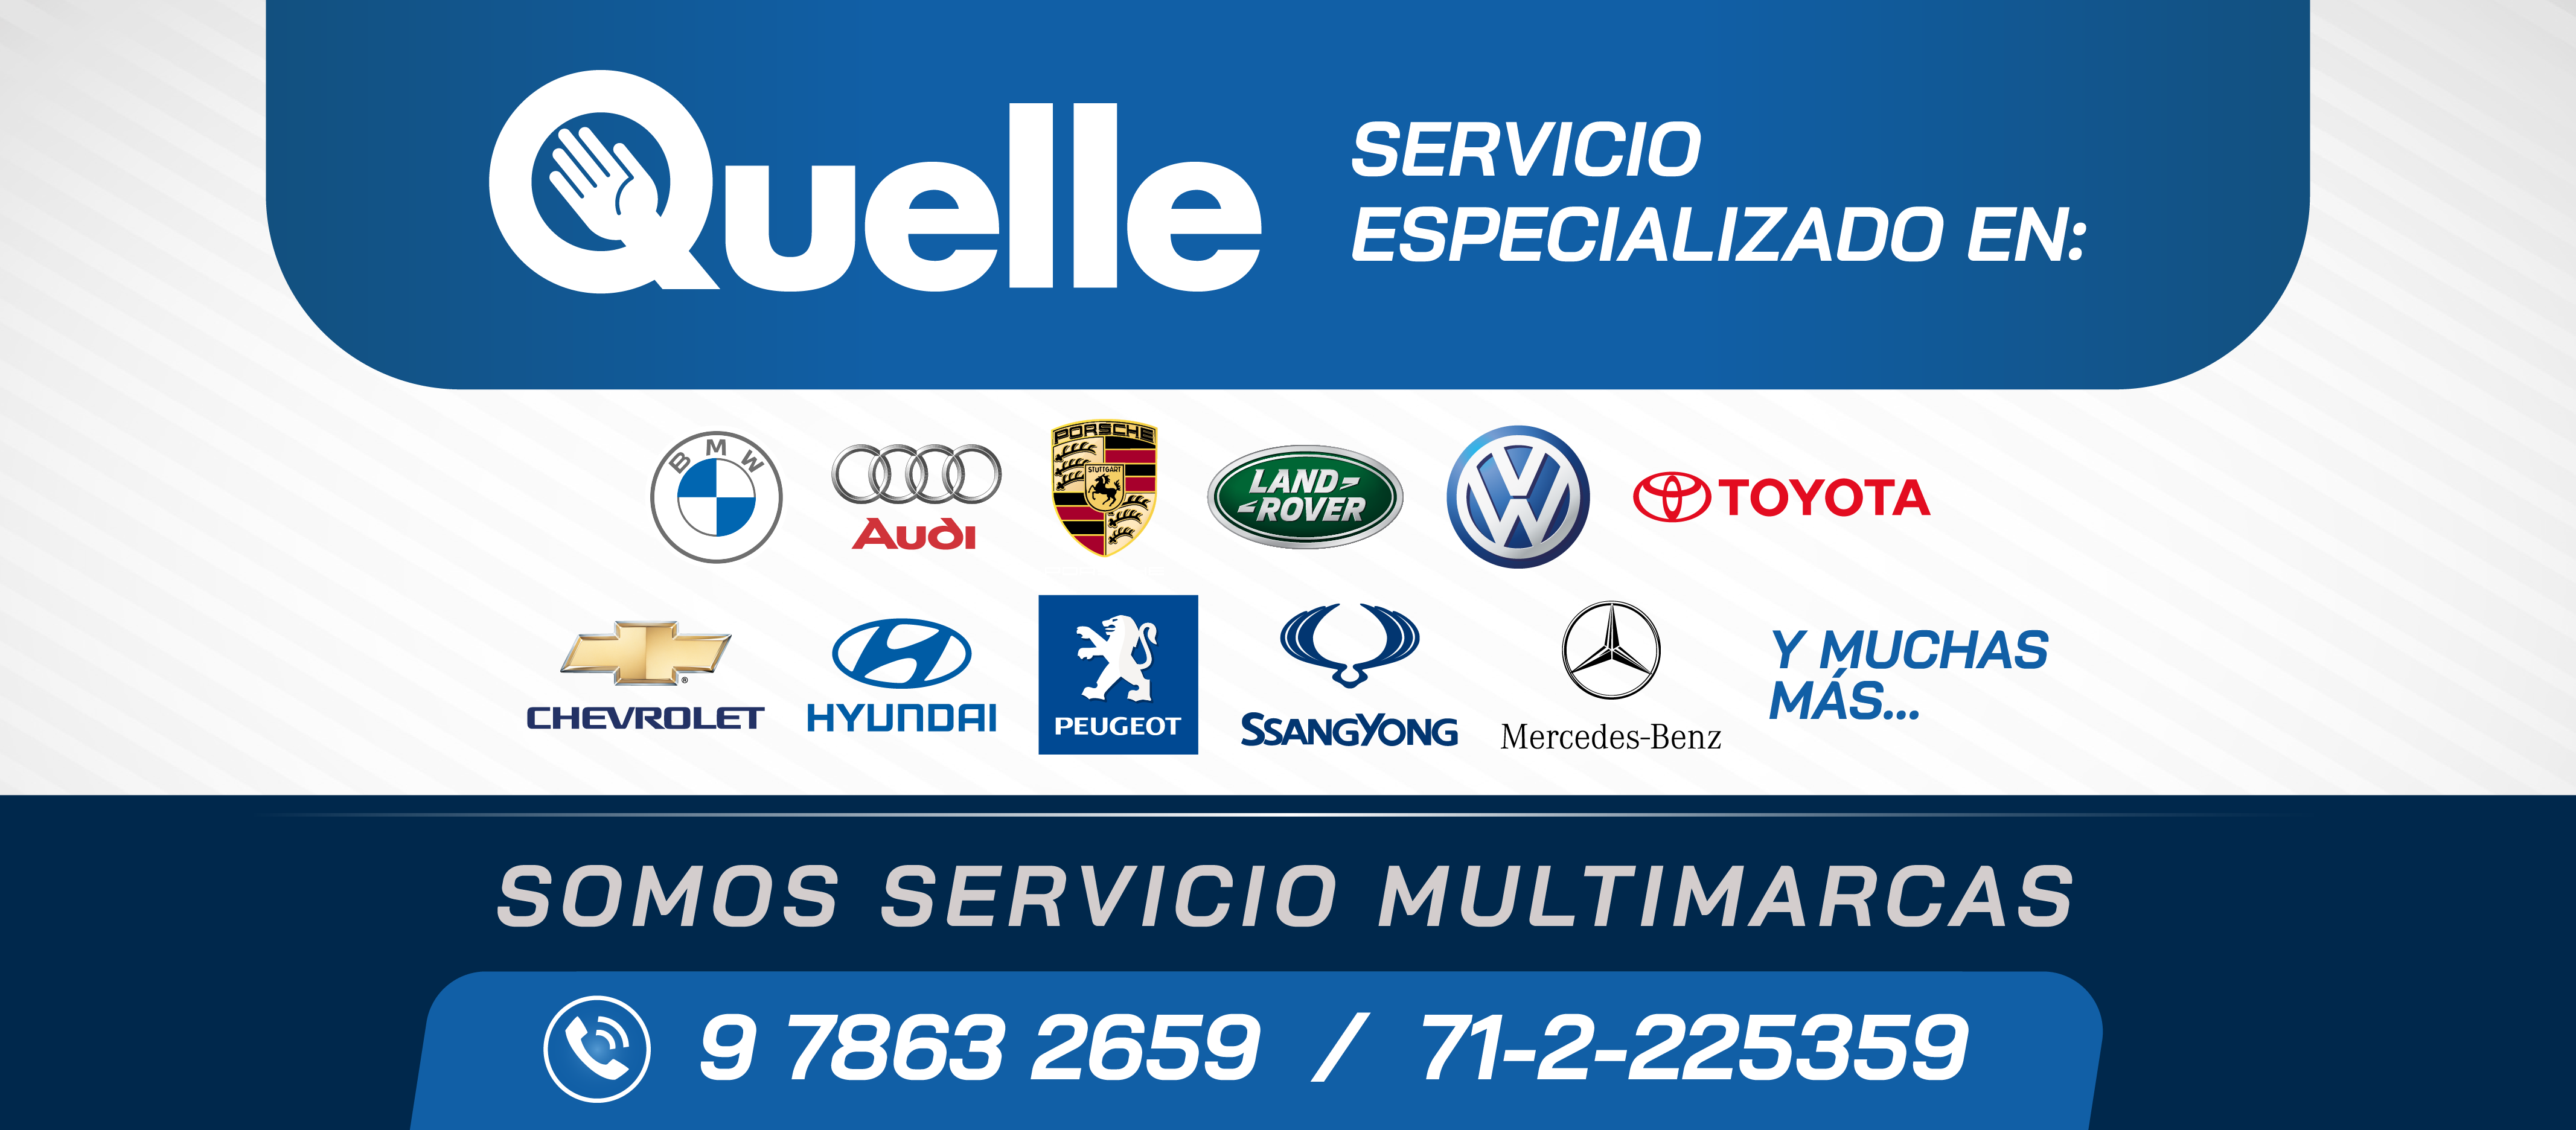 Quelle
SERVICIO
ESPECIALIZADO EN:
BMW
Audi
PORSCHE
STUTTGART
LAND-
-ROVER
VW
TOYOTA
®
CHEVROLET
HYUNDAI
PEUGEOT
SSANGYONG
Mercedes-Benz
Y MUCHAS
MÁS...
SOMOS SERVICIO MULTIMARCAS
9 7863 2659 / 71-2-225359